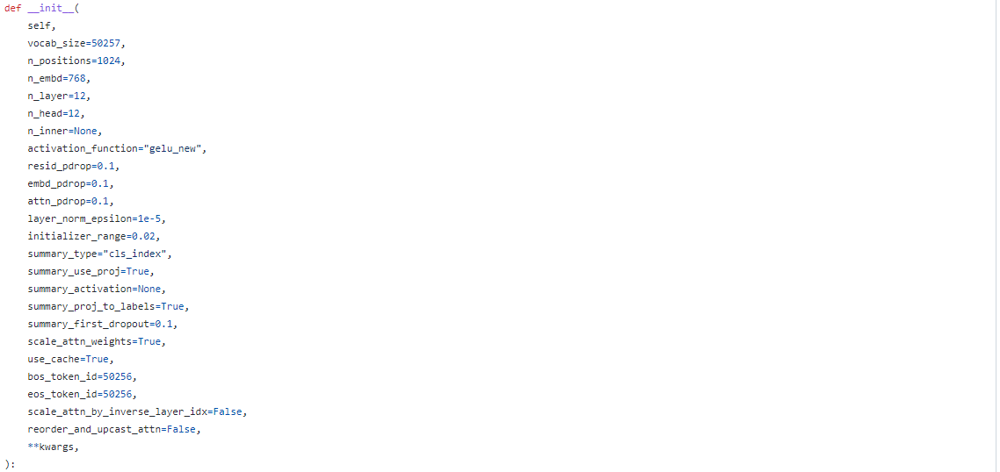 def __init__(
self,
vocab_size=50257,
n_positions=1024,
n_embd=768,
n_layer=12,
n_head=12,
n_inner=None,
activation_function="gelu_new",
resid_pdrop=0.1,
embd_pdrop=0.1,
attn_pdrop=0.1,
layer_norm_epsilon=1e-5,
initializer_range=0.02,
summary_type="cls_index",
summary_use_proj=True,
summary_activation=None,
summary_proj_to_labels=True,
summary_first_dropout=0.1,
scale_attn_weights=True,
use_cache=True,
bos_token_id=50256,
eos_token_id=50256,
scale_attn_by_inverse_layer_idx=False,
reorder_and_upcast_attn=False,
**kwargs,
):